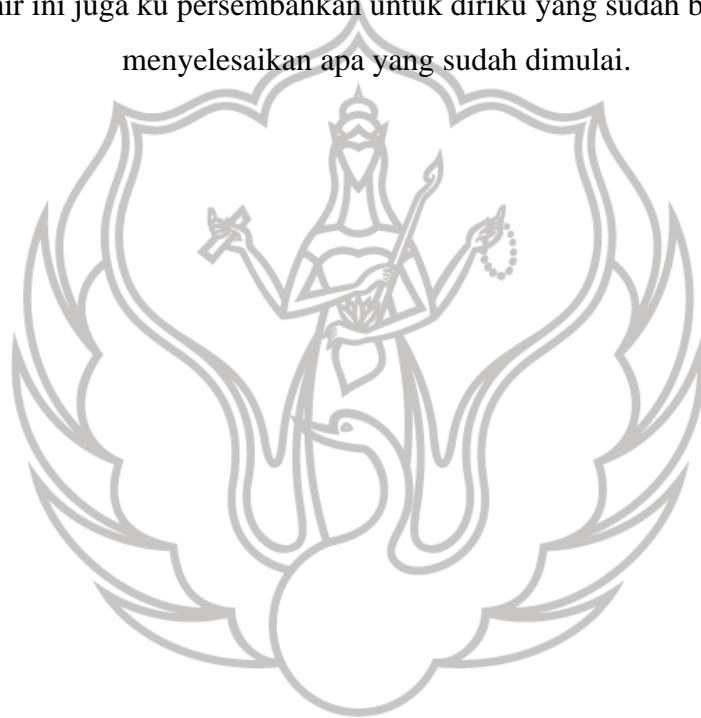 ini juga ku persembahkan untuk diriku yang sudah
menyelesaikan apa yang sudah dimulai.